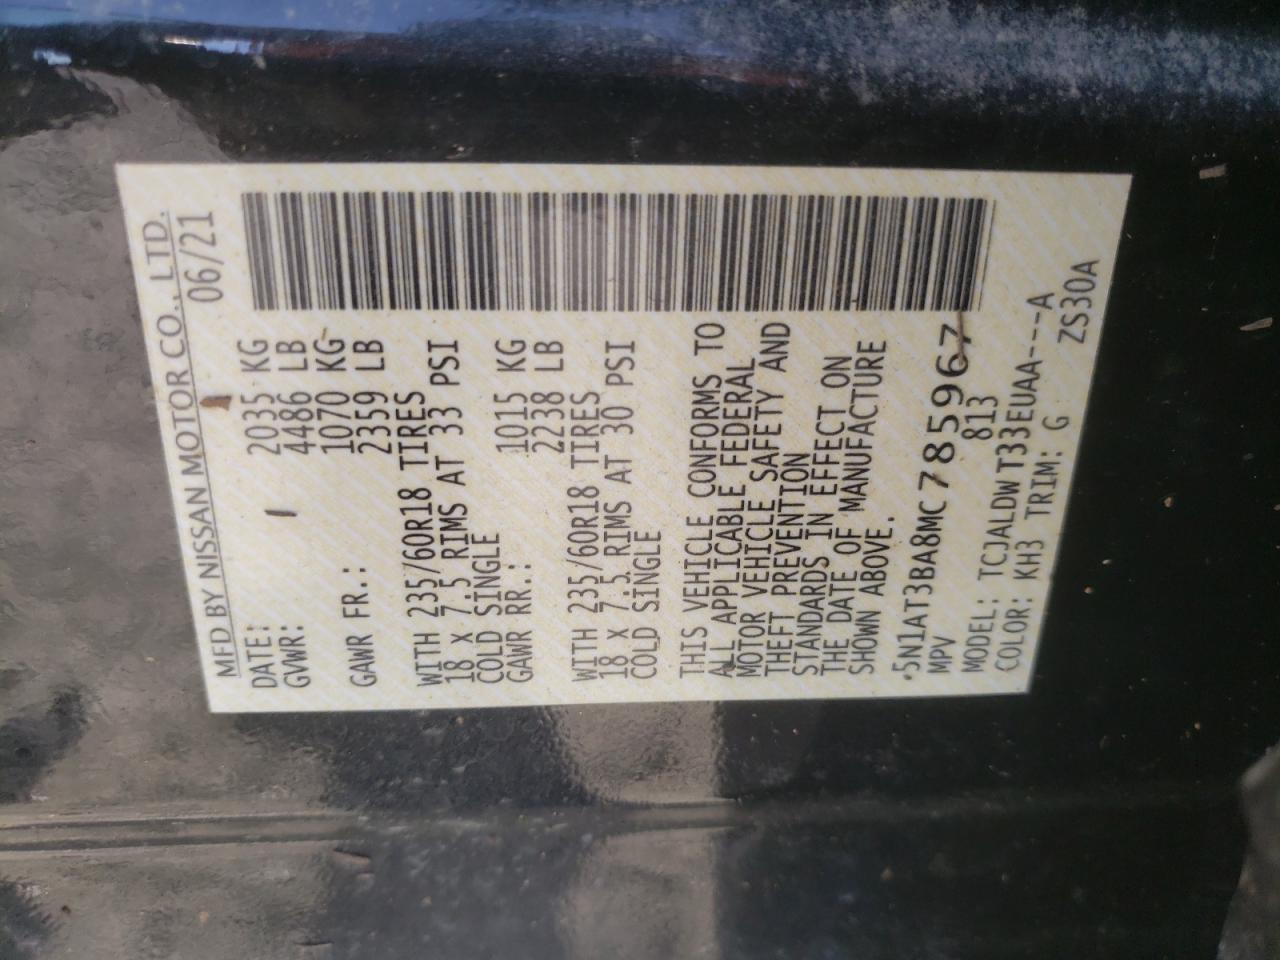 MFD BY NISSAN MOTOR CO., LTD.
DATE: 06/21
GVWR: 2035 KG
4486 LB
GAWR FR.: 1070 KG
2359 LB
WITH 235/60R18 TIRES
18 X 7.5 RIMS AT 33 PSI
COLD SINGLE
GAWR RR.: 1015 KG
2238 LB
WITH 235/60R18 TIRES
18 X 7.5 RIMS AT 30 PSI
COLD SINGLE
THIS VEHICLE CONFORMS TO
ALL APPLICABLE FEDERAL
MOTOR VEHICLE SAFETY AND
THEFT PREVENTION
STANDARDS IN EFFECT ON
THE DATE OF MANUFACTURE
SHOWN ABOVE.
5N1AT3BA8MC785967
MPV 813
MODEL: TCJALDW T33EUAA----A
COLOR: KH3 TRIM: G ZS30A